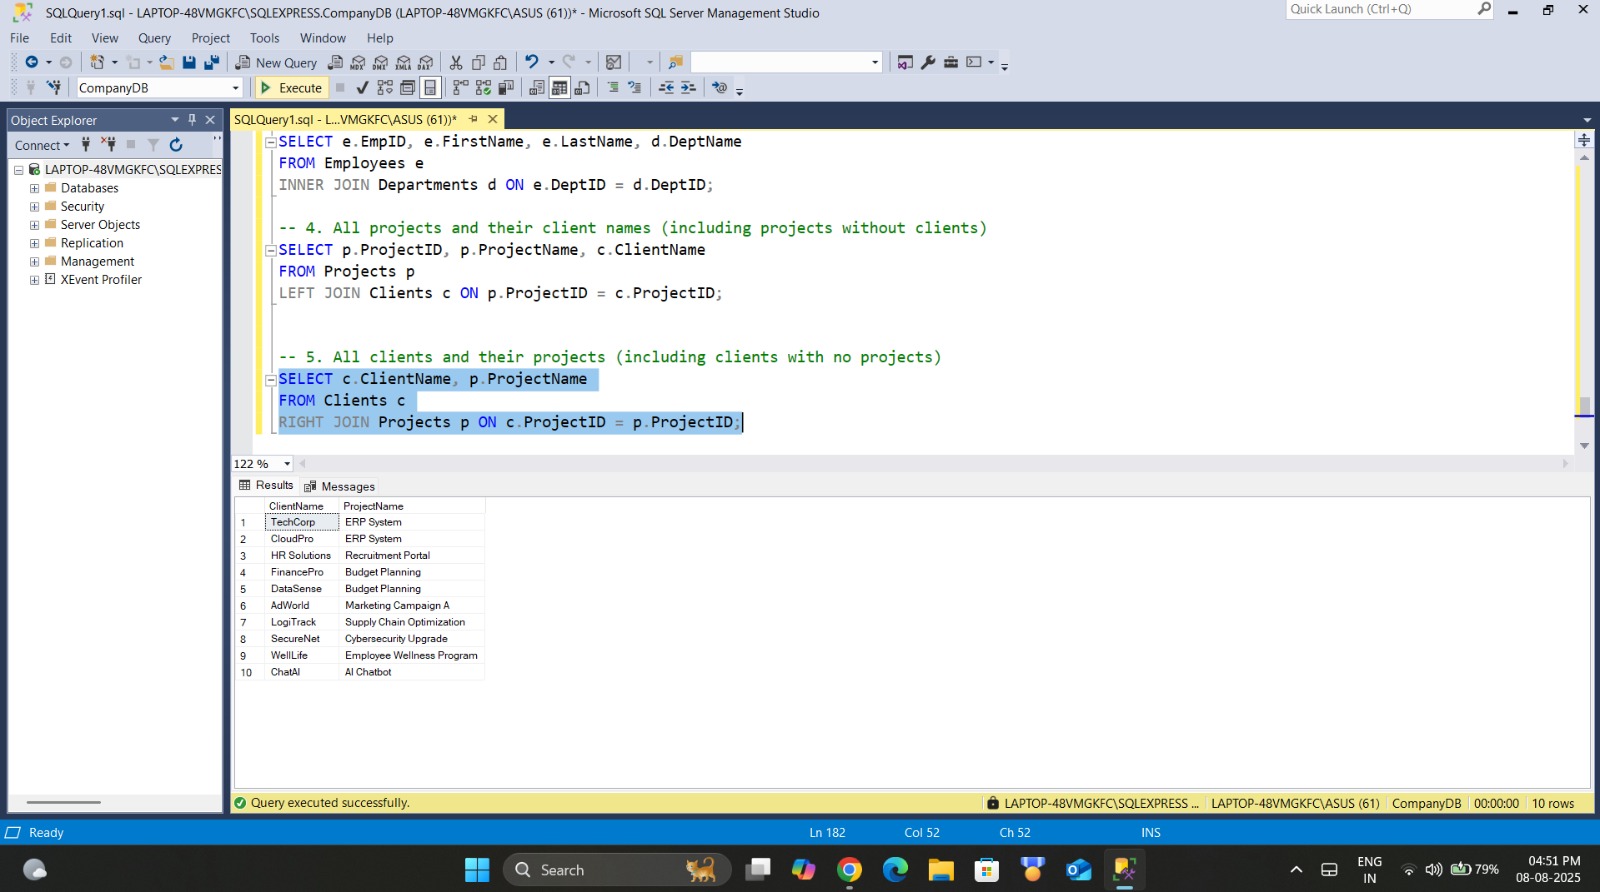 SQLQuery1.sql - LAPTOP-48VMGKFC\SQLEXPRESS.CompanyDB (LAPTOP-48VMGKFC\ASUS (61))* - Microsoft SQL Server Management Studio
Quick Launch (Ctrl+Q)
File Edit View Query Project Tools Window Help
New Query MDX DMX XMLA DAX
CompanyDB Execute
Object Explorer
SQLQuery1.sql - L...VMGKFC\ASUS (61))*
Connect
LAPTOP-48VMGKFC\SQLEXPRES
Databases
Security
Server Objects
Replication
Management
XEvent Profiler
SELECT e.EmpID, e.FirstName, e.LastName, d.DeptName
FROM Employees e
INNER JOIN Departments d ON e.DeptID = d.DeptID;
-- 4. All projects and their client names (including projects without clients)
SELECT p.ProjectID, p.ProjectName, c.ClientName
FROM Projects p
LEFT JOIN Clients c ON p.ProjectID = c.ProjectID;
-- 5. All clients and their projects (including clients with no projects)
SELECT c.ClientName, p.ProjectName
FROM Clients c
RIGHT JOIN Projects p ON c.ProjectID = p.ProjectID;
122 %
Results Messages
ClientName ProjectName
1 TechCorp ERP System
2 CloudPro ERP System
3 HR Solutions Recruitment Portal
4 FinancePro Budget Planning
5 DataSense Budget Planning
6 AdWorld Marketing Campaign A
7 LogiTrack Supply Chain Optimization
8 SecureNet Cybersecurity Upgrade
9 WellLife Employee Wellness Program
10 ChatAI AI Chatbot
Query executed successfully. LAPTOP-48VMGKFC\SQLEXPRESS ... LAPTOP-48VMGKFC\ASUS (61) CompanyDB 00:00:00 10 rows
Ready Ln 182 Col 52 Ch 52 INS
Search ENG IN 79% 04:51 PM 08-08-2025